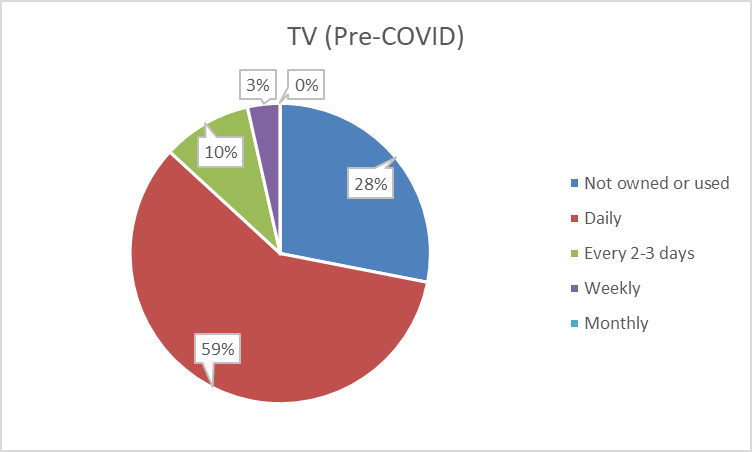 TV (Pre-COVID)
3%
0%
10%
28%
59%
Not owned or used
Daily
Every 2-3 days
Weekly
Monthly